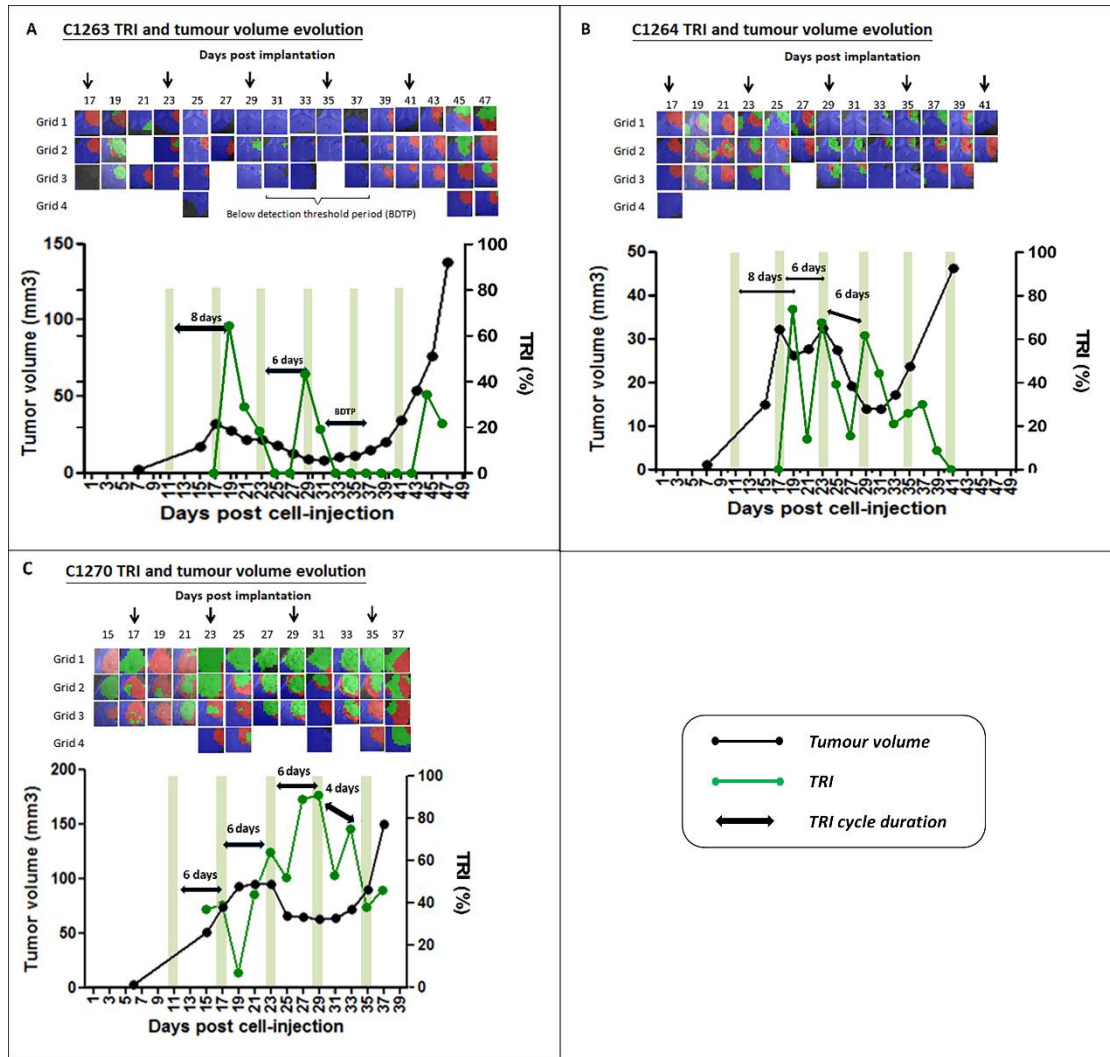 A C1263 TRI and tumour volume evolution
Days post implantation
17 19 21 23 25 27 29 31 33 35 37 39 41 43 45 47
Grid 1
Grid 2
Grid 3
Grid 4
Below detection threshold period (BDTP)
Tumor volume (mm3)
150
100
50
0
8 days
6 days
BDTP
100
80
60
40
20
0
TRI (%)
1 3 5 7 9 11 13 15 17 19 21 23 25 27 29 31 33 35 37 39 41 43 45 47 49
Days post cell-injection
B C1264 TRI and tumour volume evolution
Days post implantation
17 19 21 23 25 27 29 31 33 35 37 39 41
Grid 1
Grid 2
Grid 3
Grid 4
Tumor volume (mm3)
50
40
30
20
10
0
8 days
6 days
6 days
100
80
60
40
20
0
TRI (%)
1 3 5 7 9 11 13 15 17 19 21 23 25 27 29 31 33 35 37 39 41 43 45 47 49
Days post cell-injection
C C1270 TRI and tumour volume evolution
Days post implantation
15 17 19 21 23 25 27 29 31 33 35 37
Grid 1
Grid 2
Grid 3
Grid 4
Tumor volume (mm3)
200
150
100
50
0
6 days
6 days
6 days
4 days
100
80
60
40
20
0
TRI (%)
1 3 5 7 9 11 13 15 17 19 21 23 25 27 29 31 33 35 37 39
Days post cell-injection
Tumour volume
TRI
TRI cycle duration